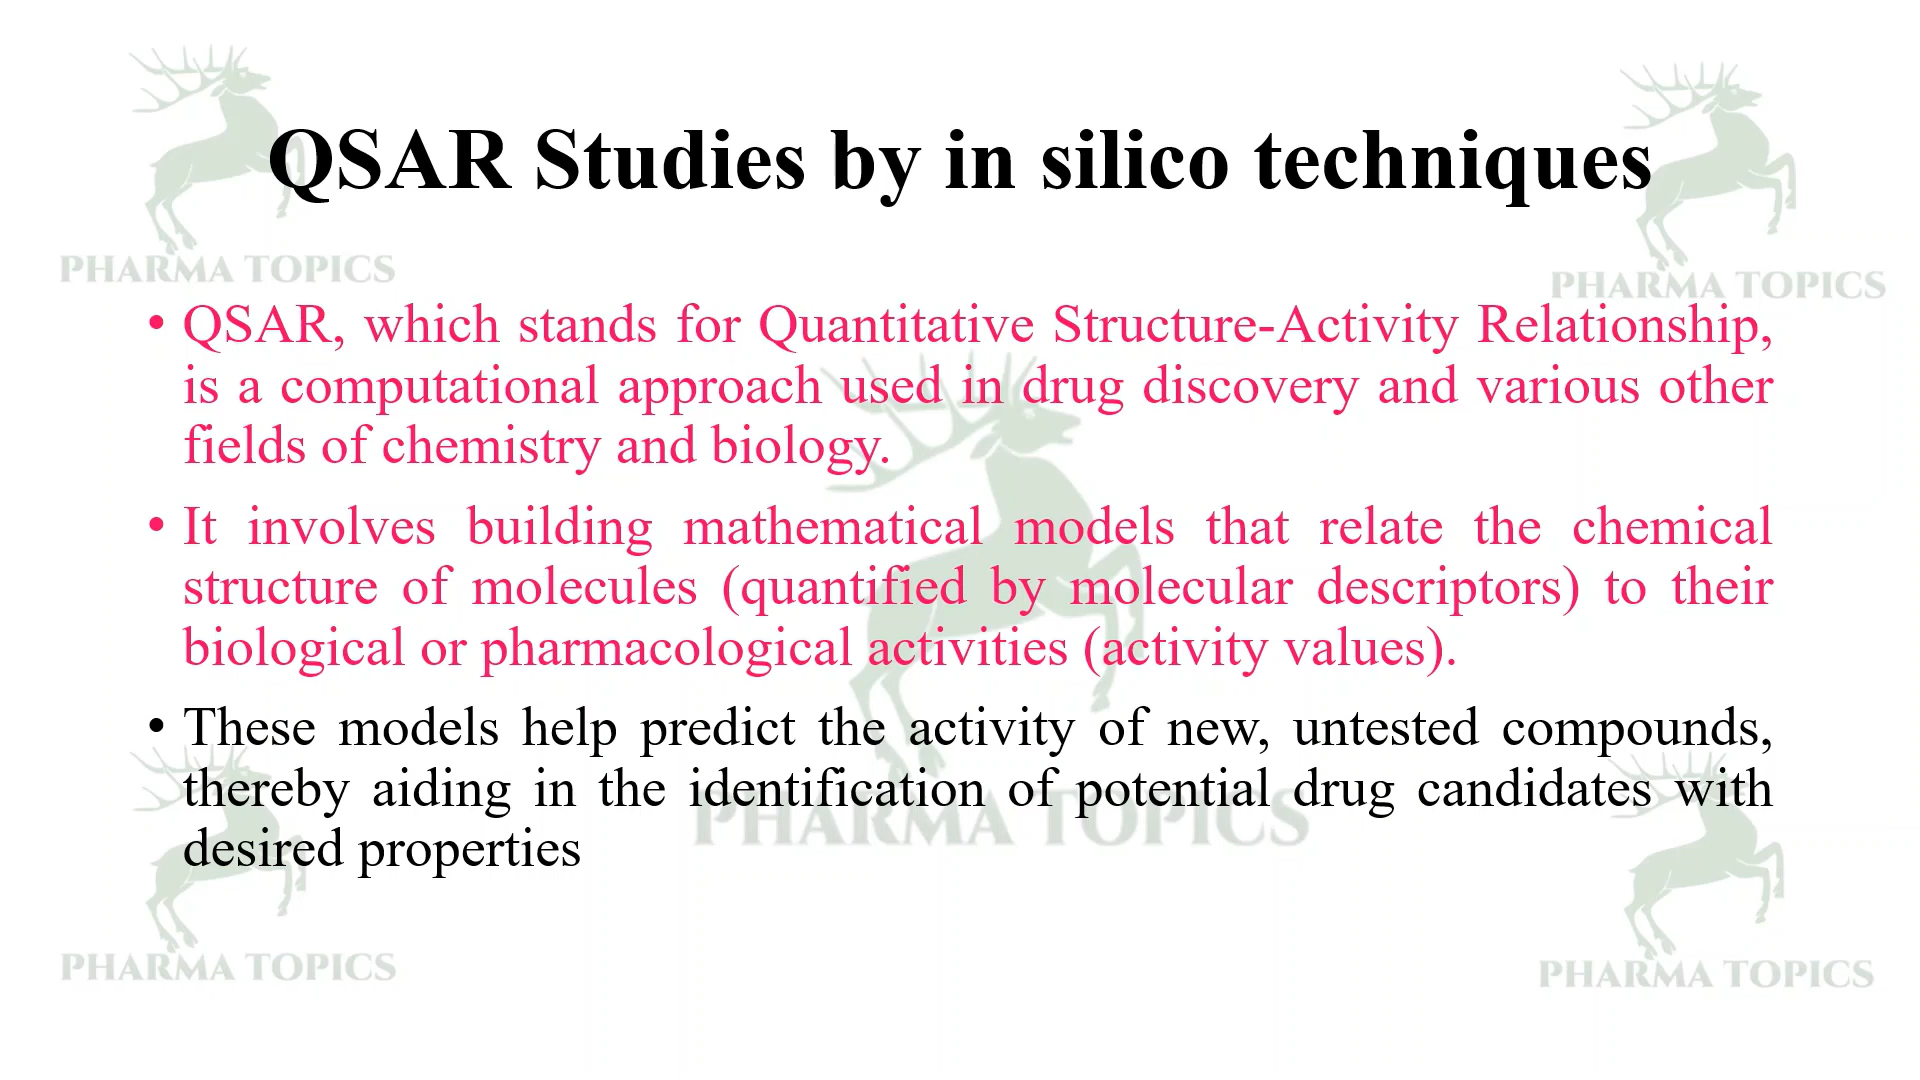 QSAR Studies by in silico techniques
PHARMA TOPICS
PHARMA TOPICS
• QSAR, which stands for Quantitative Structure-Activity Relationship,
is a computational approach used in drug discovery and various other
fields of chemistry and biology.
• It involves building mathematical models that relate the chemical
structure of molecules (quantified by molecular descriptors) to their
biological or pharmacological activities (activity values).
• These models help predict the activity of new, untested compounds,
thereby aiding in the identification of potential drug candidates with
PHARMA TOPICS
desired properties
PHARMA TOPICS
PHARMA TOPICS